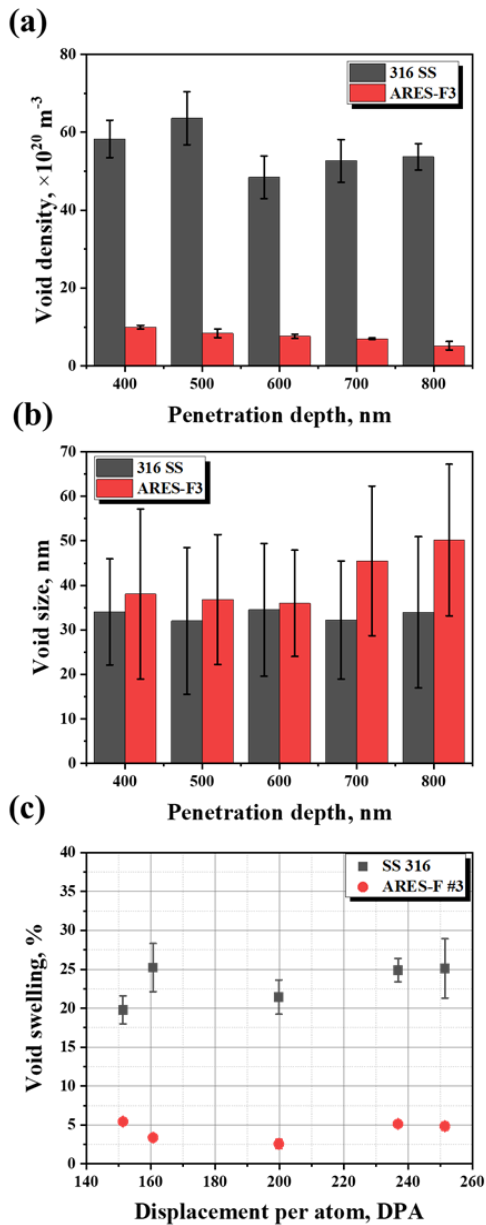 (a)
80
60
40
20
0
Void density, ×10²⁰ m⁻³
316 SS
ARES-F3
400 500 600 700 800
Penetration depth, nm
(b)
70
60
50
40
30
20
10
0
Void size, nm
316 SS
ARES-F3
400 500 600 700 800
Penetration depth, nm
(c)
40
35
30
25
20
15
10
5
0
Void swelling, %
SS 316
ARES-F #3
140 160 180 200 220 240 260
Displacement per atom, DPA